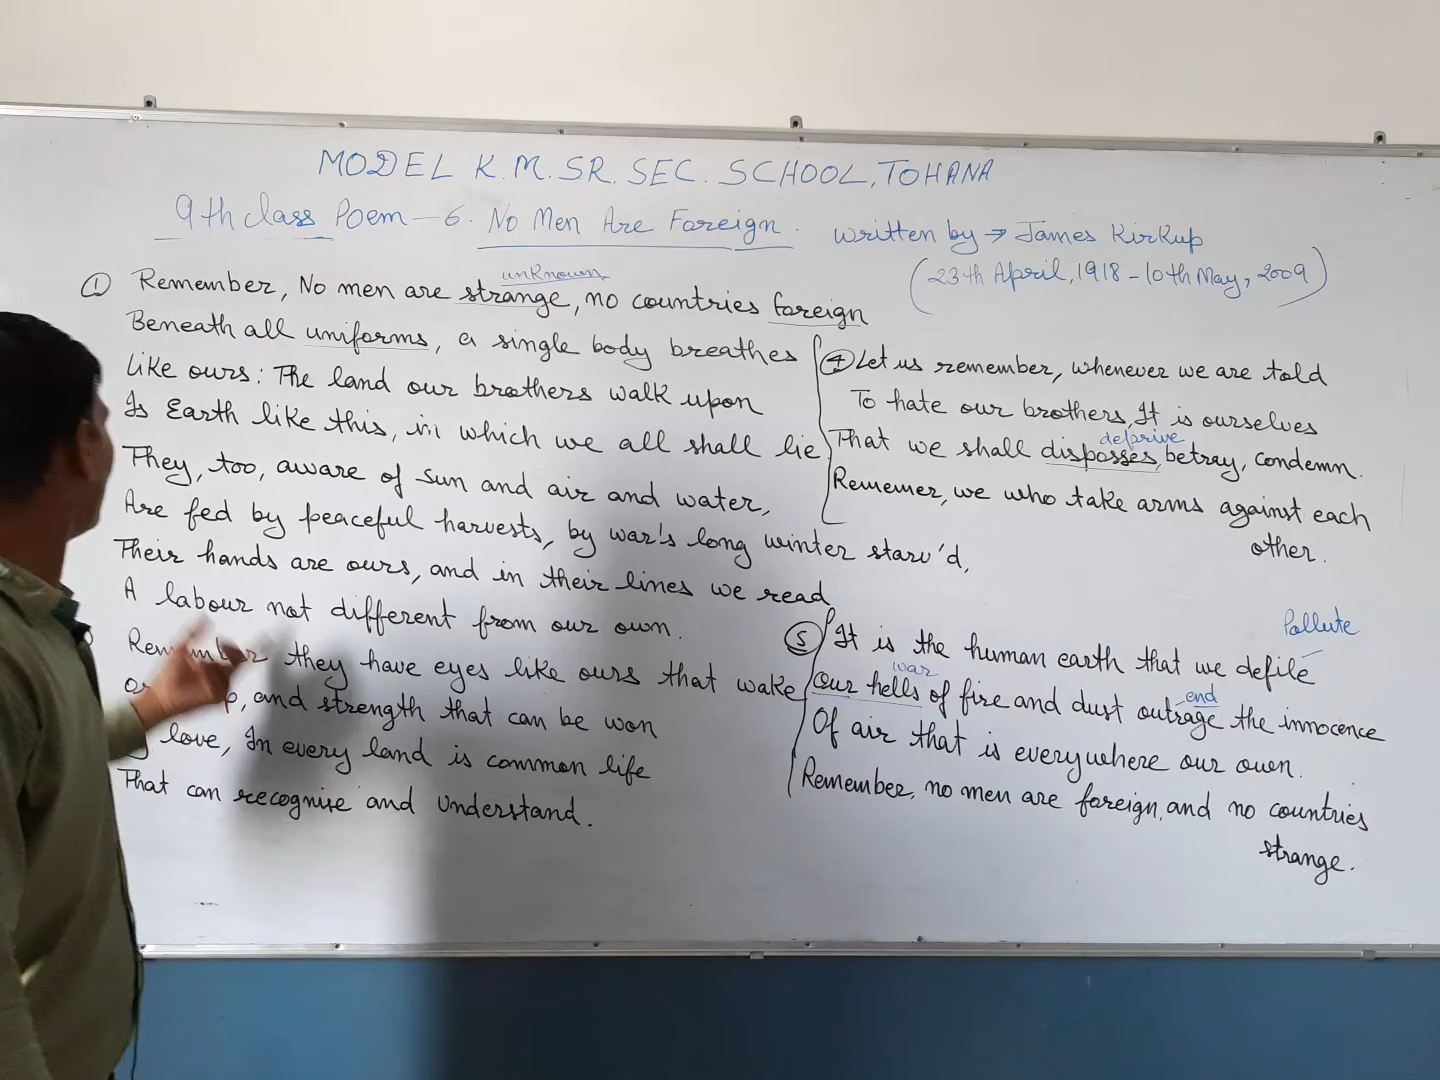 MODEL K.M. SR. SEC. SCHOOL, TOHANA
9th class Poem - 6. No Men Are Foreign. written by → James Kirkup
(23th April, 1918 - 10th May, 2009)
unknown
① Remember, No men are strange, no countries foreign
Beneath all uniforms, a single body breathes
Like ours: The land our brothers walk upon
Is Earth like this, in which we all shall lie
They, too, aware of sun and air and water,
Are fed by peaceful harvests, by war's long winter starv'd,
Their hands are ours, and in their lines we read
A labour not different from our own.
Remember they have eyes like ours that wake
and strength that can be won
love, In every land is common life
That can recognise and Understand.
④ Let us remember, whenever we are told
To hate our brothers, It is ourselves
deprive
That we shall disposses, betray, condemn.
Rememer, we who take arms against each
other.
Pollute
⑤ It is the human earth that we defile
war
our hells of fire and dust outrage the innocence
end
Of air that is everywhere our own.
Remember, no men are foreign, and no countries
strange.